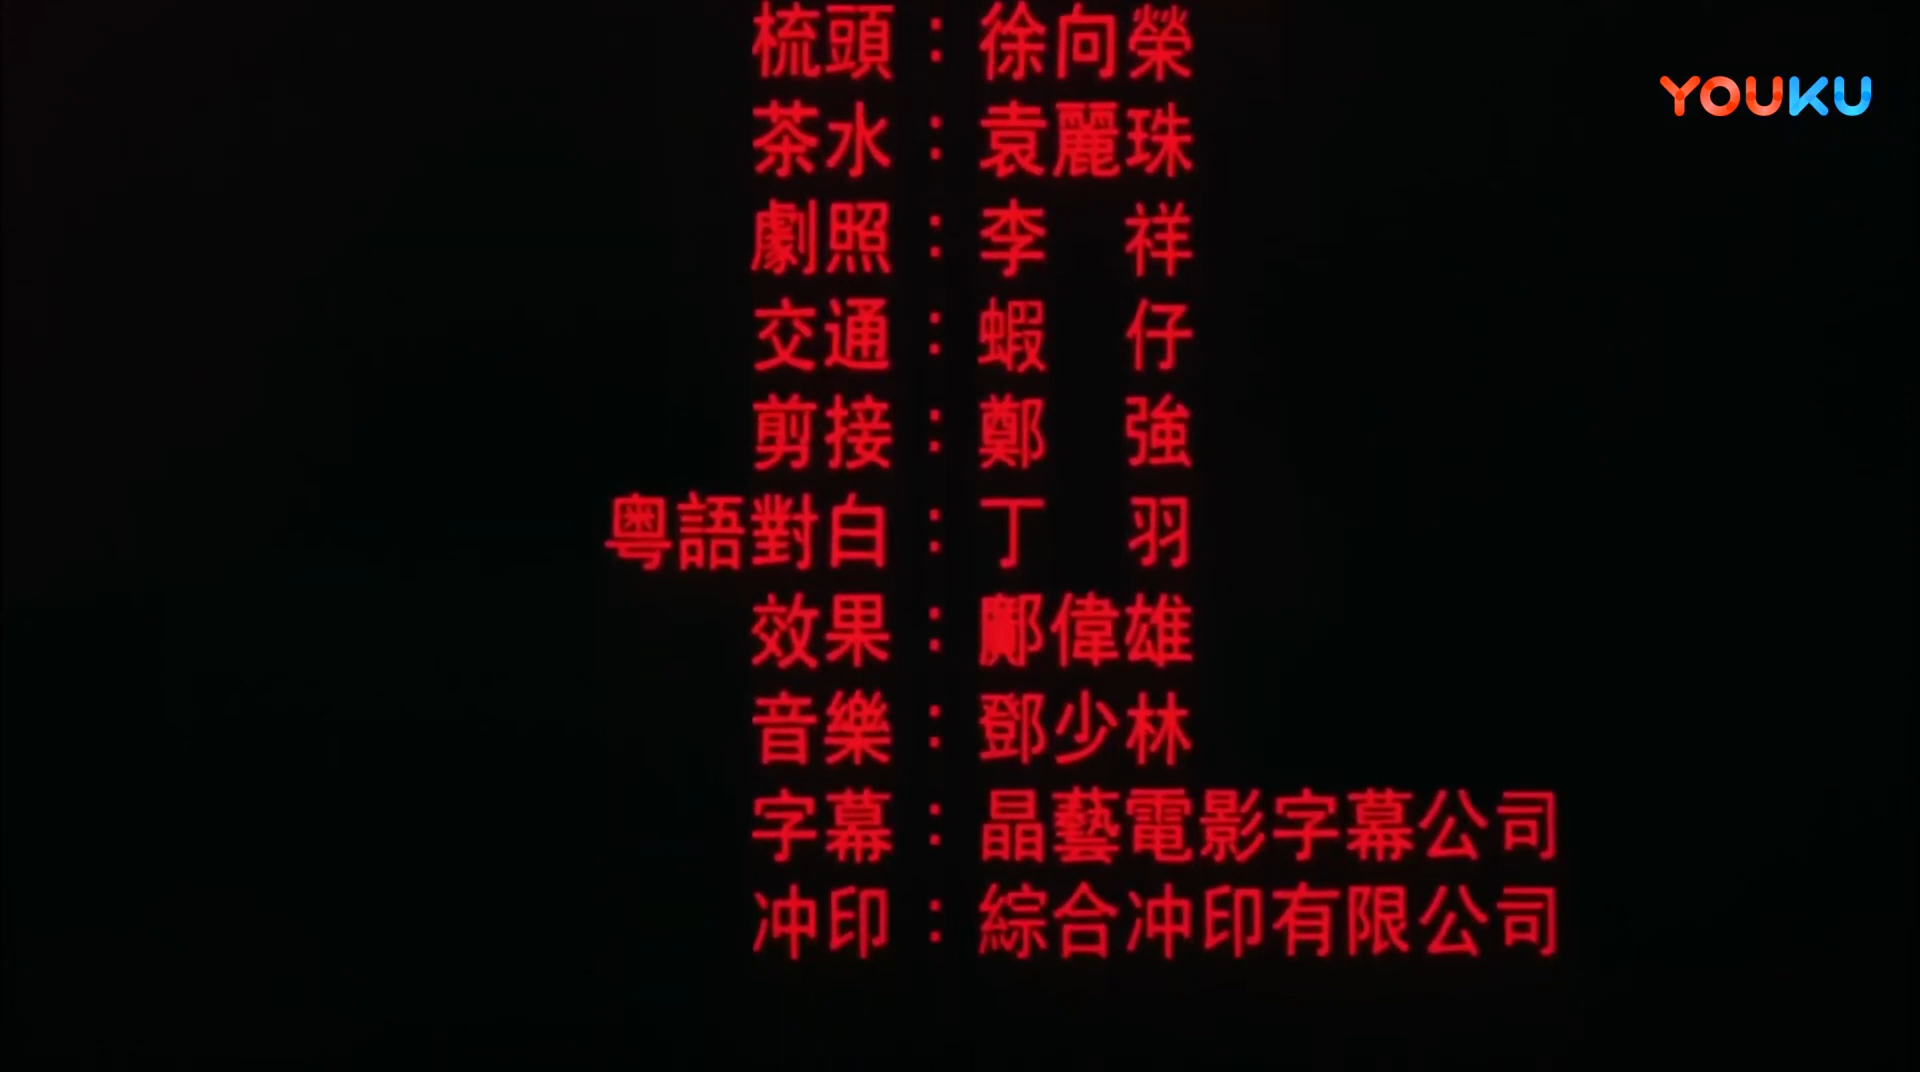 梳頭：徐向榮
YOUKU
茶水：袁麗珠
劇照：李 祥
交通：蝦 仔
剪接：鄭 強
粵語對白：丁 羽
效果：鄺偉雄
音樂：鄧少林
字幕：晶藝電影字幕公司
冲印：綜合冲印有限公司